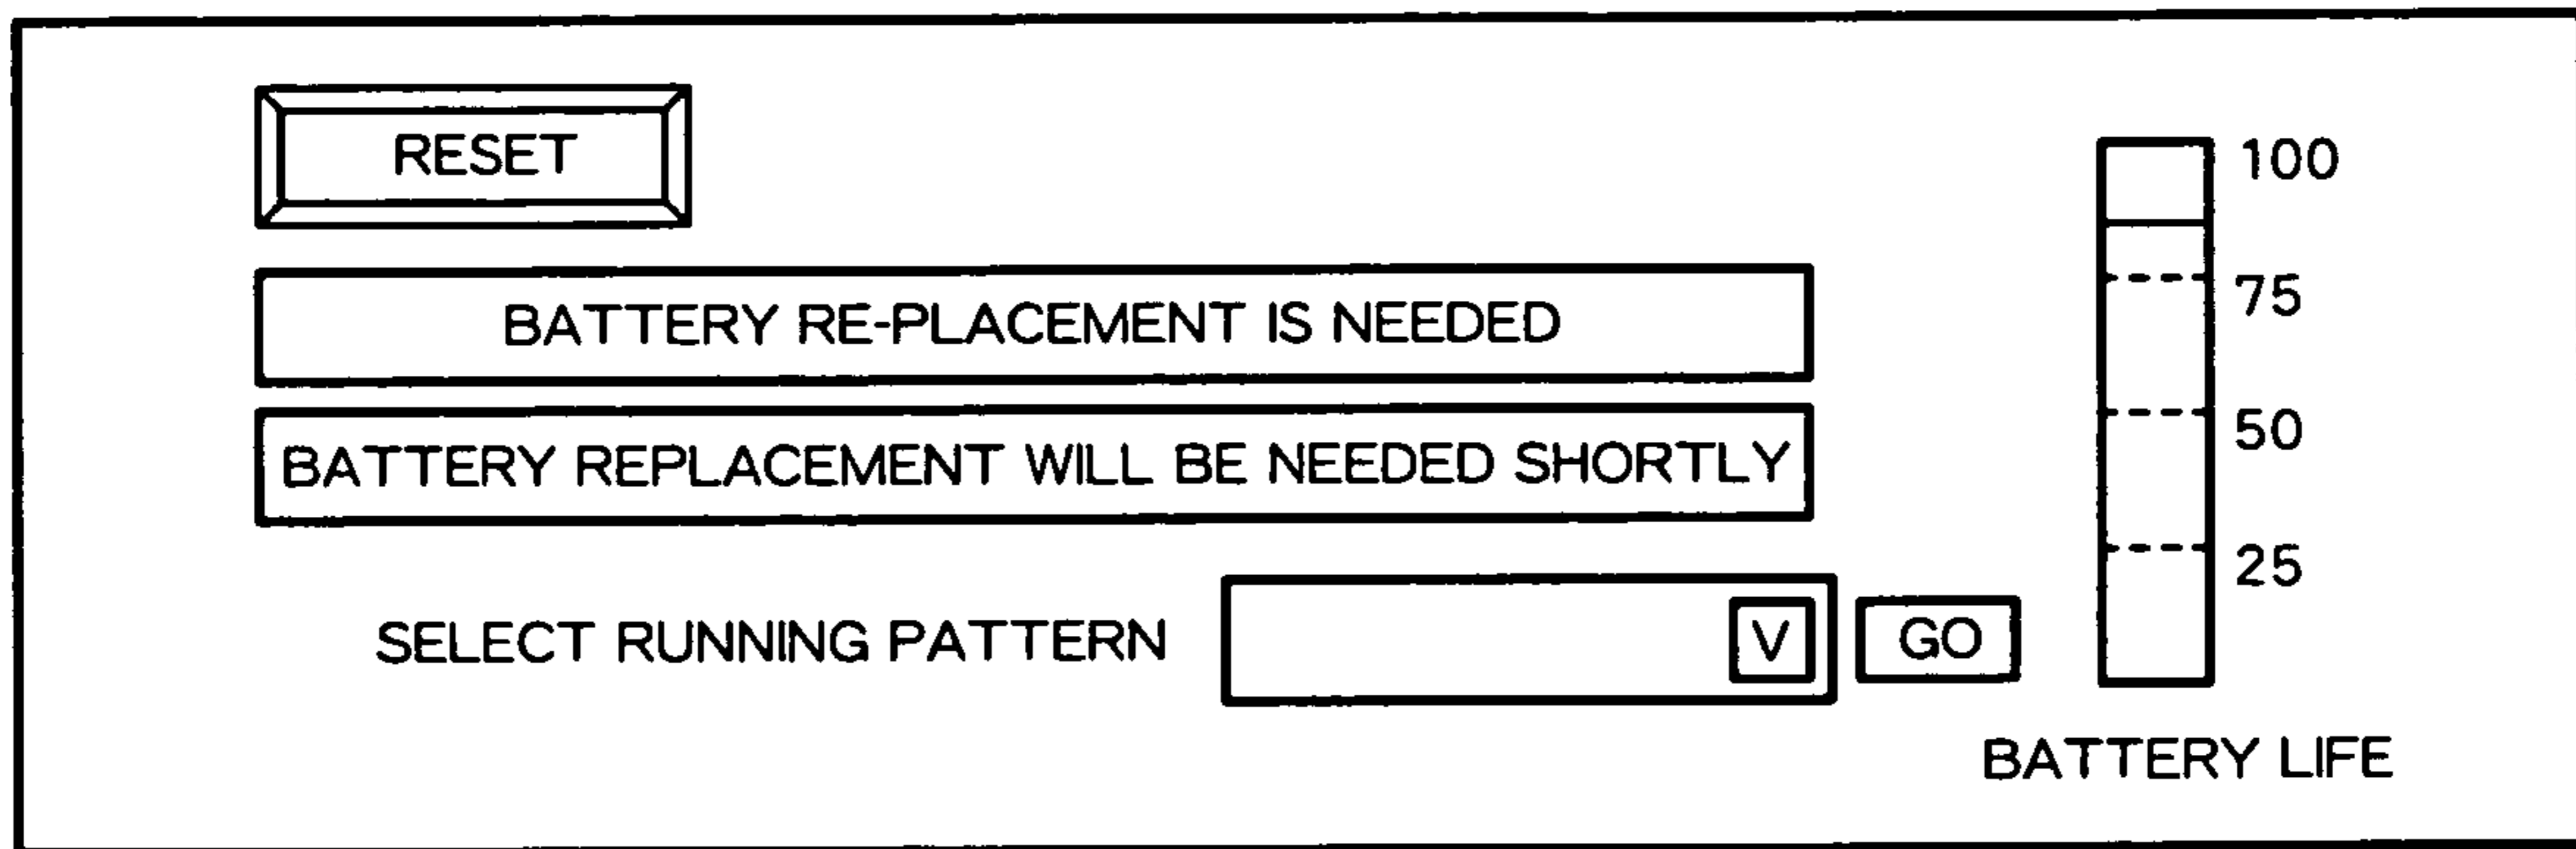 RESET
BATTERY RE-PLACEMENT IS NEEDED
BATTERY REPLACEMENT WILL BE NEEDED SHORTLY
SELECT RUNNING PATTERN
V
GO
100
75
50
25
BATTERY LIFE